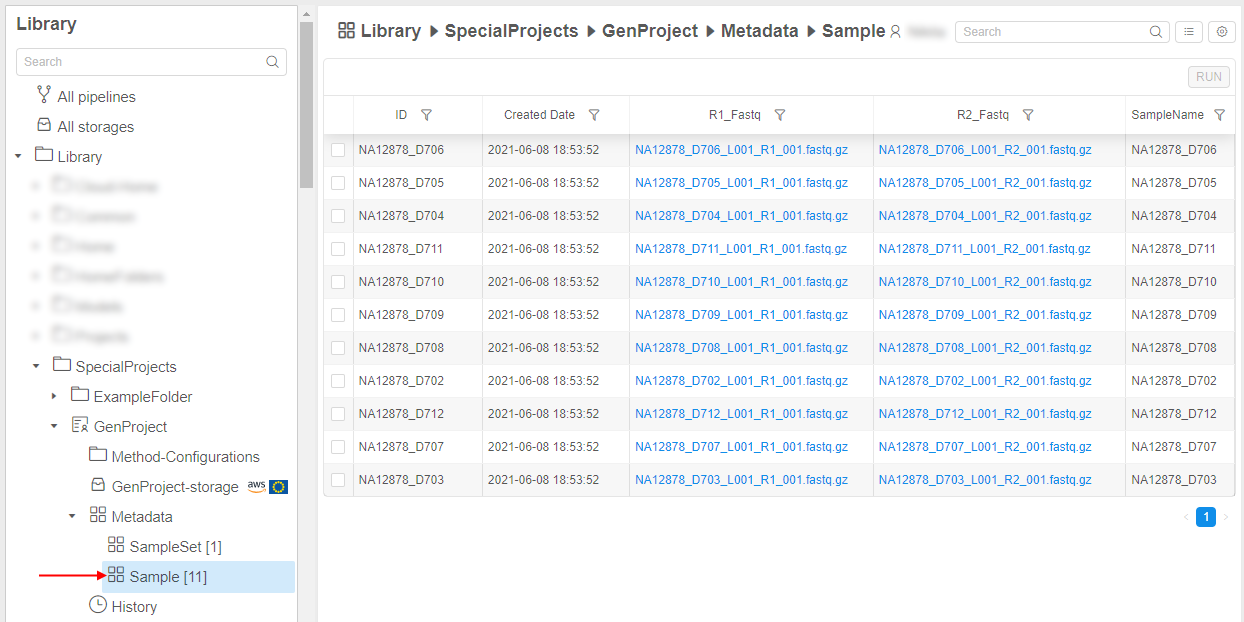 Library
Search
All pipelines
All storages
Library
SpecialProjects
ExampleFolder
GenProject
Method-Configurations
GenProject-storage aws
Metadata
SampleSet [1]
Sample [11]
History
Library SpecialProjects GenProject Metadata Sample
Search
RUN
ID Created Date R1_Fastq R2_Fastq SampleName
NA12878_D706 2021-06-08 18:53:52 NA12878_D706_L001_R1_001.fastq.gz NA12878_D706_L001_R2_001.fastq.gz NA12878_D706
NA12878_D705 2021-06-08 18:53:52 NA12878_D705_L001_R1_001.fastq.gz NA12878_D705_L001_R2_001.fastq.gz NA12878_D705
NA12878_D704 2021-06-08 18:53:52 NA12878_D704_L001_R1_001.fastq.gz NA12878_D704_L001_R2_001.fastq.gz NA12878_D704
NA12878_D711 2021-06-08 18:53:52 NA12878_D711_L001_R1_001.fastq.gz NA12878_D711_L001_R2_001.fastq.gz NA12878_D711
NA12878_D710 2021-06-08 18:53:52 NA12878_D710_L001_R1_001.fastq.gz NA12878_D710_L001_R2_001.fastq.gz NA12878_D710
NA12878_D709 2021-06-08 18:53:52 NA12878_D709_L001_R1_001.fastq.gz NA12878_D709_L001_R2_001.fastq.gz NA12878_D709
NA12878_D708 2021-06-08 18:53:52 NA12878_D708_L001_R1_001.fastq.gz NA12878_D708_L001_R2_001.fastq.gz NA12878_D708
NA12878_D702 2021-06-08 18:53:52 NA12878_D702_L001_R1_001.fastq.gz NA12878_D702_L001_R2_001.fastq.gz NA12878_D702
NA12878_D712 2021-06-08 18:53:52 NA12878_D712_L001_R1_001.fastq.gz NA12878_D712_L001_R2_001.fastq.gz NA12878_D712
NA12878_D707 2021-06-08 18:53:52 NA12878_D707_L001_R1_001.fastq.gz NA12878_D707_L001_R2_001.fastq.gz NA12878_D707
NA12878_D703 2021-06-08 18:53:52 NA12878_D703_L001_R1_001.fastq.gz NA12878_D703_L001_R2_001.fastq.gz NA12878_D703
1